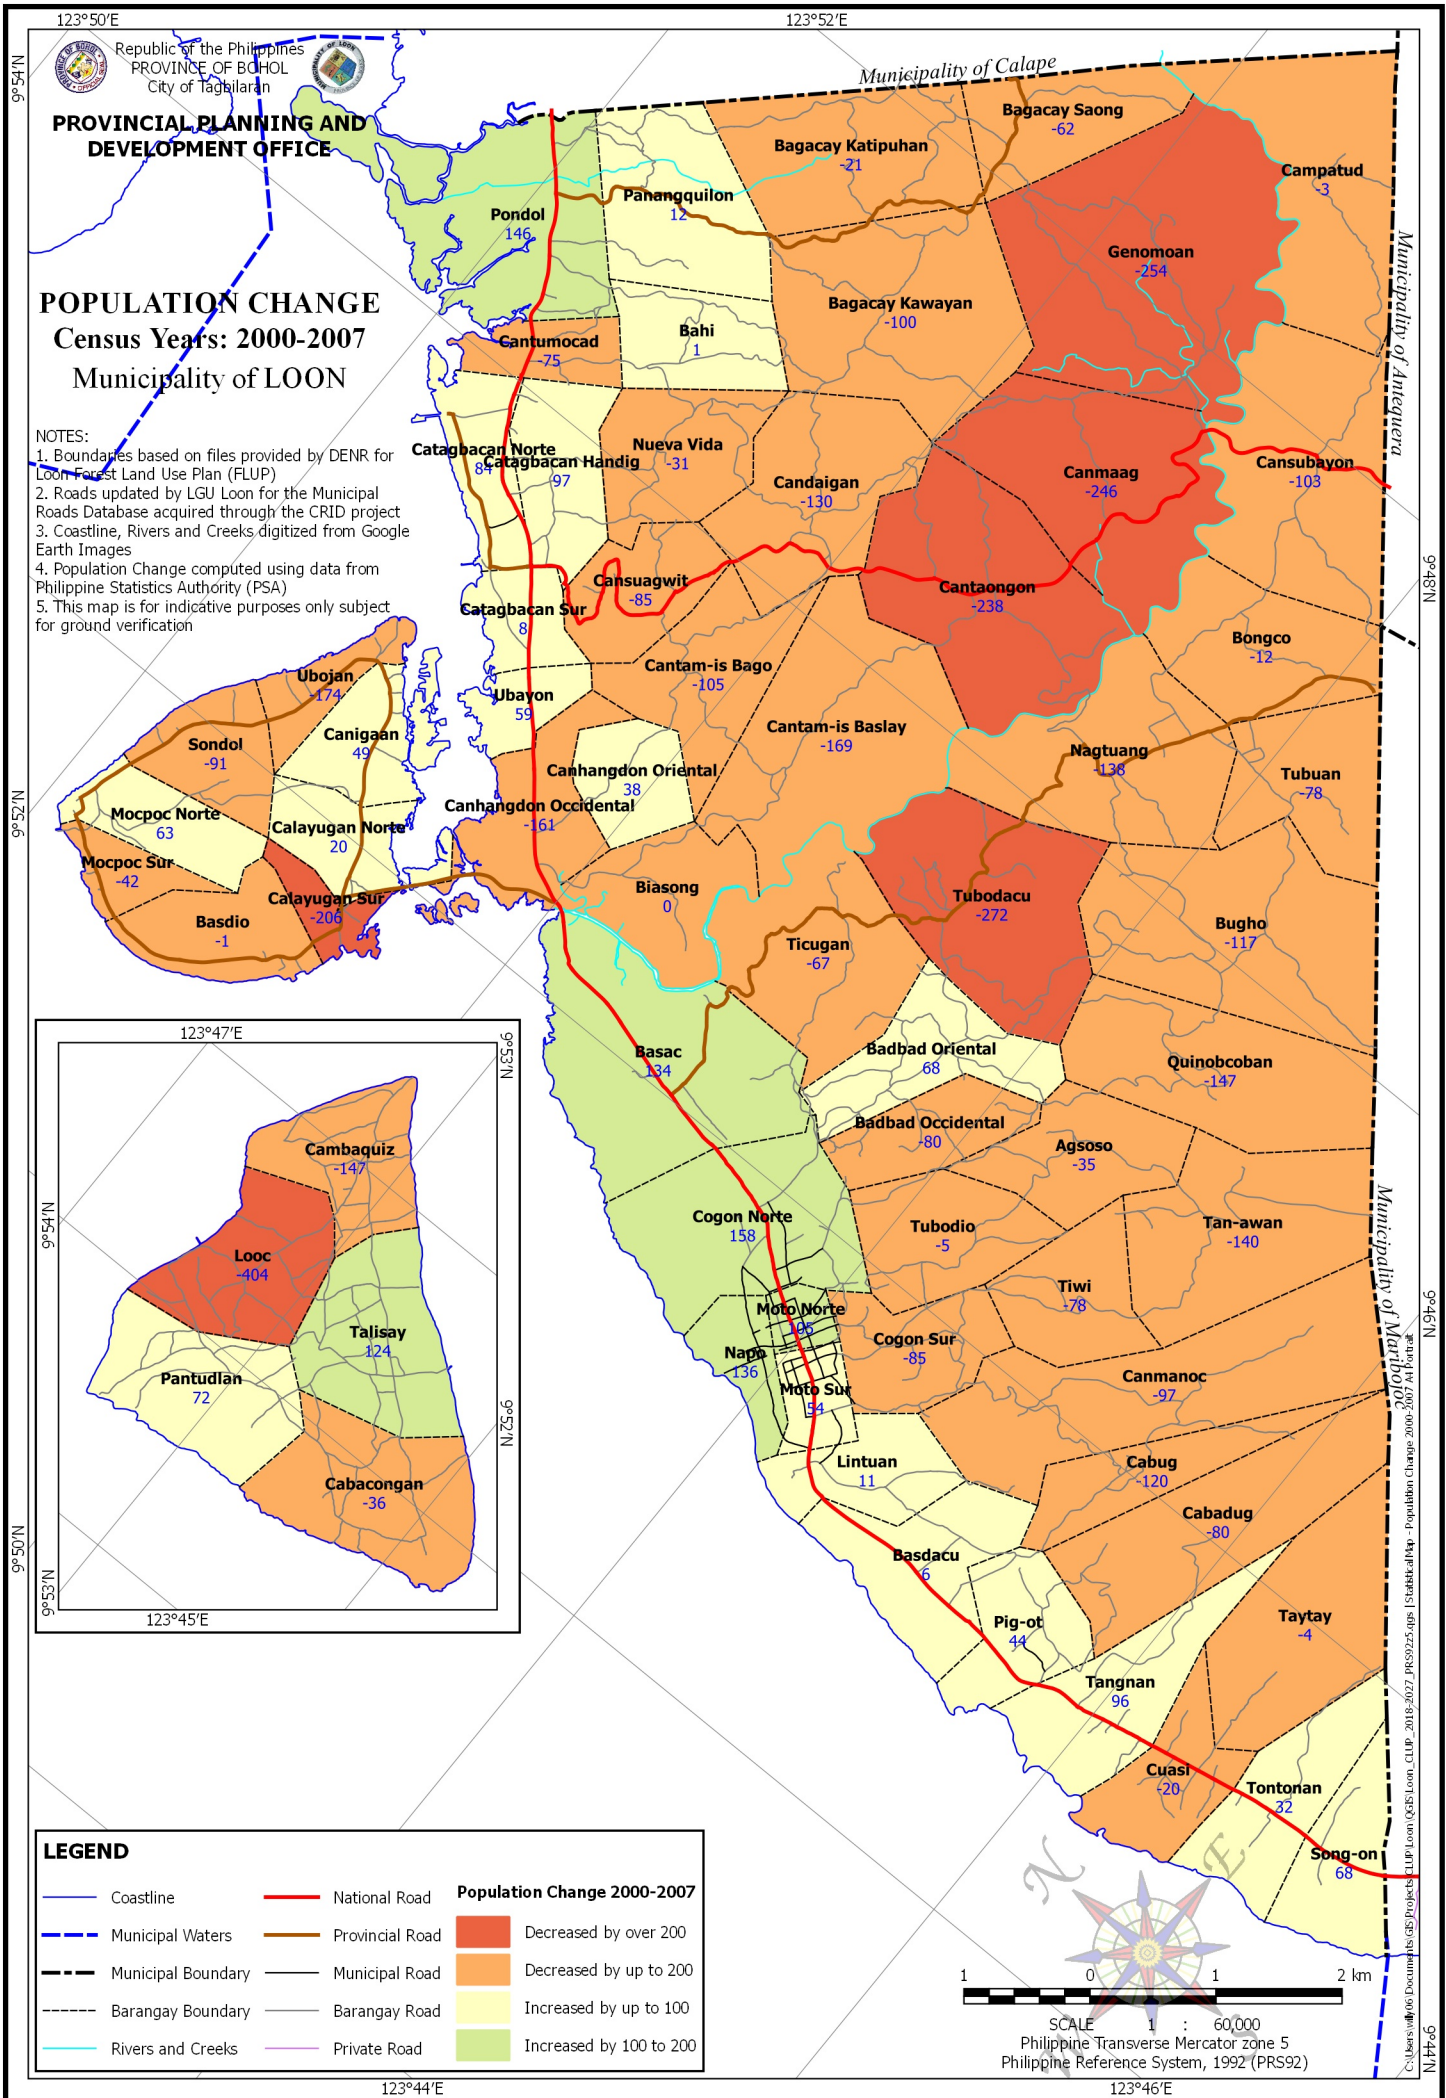 123°50'E
123°52'E
9°54'N
Republic of the Philippines
PROVINCE OF BOHOL
City of Tagbilaran
PROVINCIAL PLANNING AND
DEVELOPMENT OFFICE
POPULATION CHANGE
Census Years: 2000-2007
Municipality of LOON
NOTES:
1. Boundaries based on files provided by DENR for
Loon Forest Land Use Plan (FLUP)
2. Roads updated by LGU Loon for the Municipal
Roads Database acquired through the CRID project
3. Coastline, Rivers and Creeks digitized from Google
Earth Images
4. Population Change computed using data from
Philippine Statistics Authority (PSA)
5. This map is for indicative purposes only subject
for ground verification
Municipality of Calape
Bagacay Saong
-62
Bagacay Katipuhan
-21
Campatud
-3
Panangquilon
12
Pondol
146
Genomoan
-254
Municipality of Antequera
Bagacay Kawayan
-100
Bahi
1
Cantumocad
-75
Catagbacan Norte
84
Catagbacan Handig
97
Nueva Vida
-31
Candaigan
-130
Canmaag
-246
Cansubayon
-103
Cansuagwit
-85
Cantaongon
-238
9°48'N
Catagbacan Sur
8
Bongco
-12
Cantam-is Bago
-105
Ubojan
-174
Ubayon
59
Canigaan
49
Sondol
-91
Cantam-is Baslay
-169
Nagtuang
-138
Canhangdon Oriental
38
Tubuan
-78
9°52'N
Canhangdon Occidental
-161
Mocpoc Norte
63
Calayugan Norte
20
Mocpoc Sur
-42
Calayugan Sur
-206
Biasong
0
Tubodacu
-272
Basdio
-1
Bugho
-117
Ticugan
-67
Basac
134
Badbad Oriental
68
Quinobcoban
-147
Badbad Occidental
-80
Agsoso
-35
Cogon Norte
158
Tubodio
-5
Tan-awan
-140
Municipality of Maribojoc
Tiwi
-78
Moto Norte
105
Cogon Sur
-85
9°46'N
Napo
136
Moto Sur
54
Canmanoc
-97
Lintuan
11
Cabug
-120
Cabadug
-80
Basdacu
6
Pig-ot
44
Taytay
-4
Tangnan
96
Cuasi
-20
Tontonan
32
Song-on
68
123°47'E
9°53'N
Cambaquiz
-147
9°54'N
Looc
-404
Talisay
124
Pantudlan
72
9°52'N
Cabacongan
-36
9°50'N
9°53'N
123°45'E
LEGEND
Coastline
Municipal Waters
Municipal Boundary
Barangay Boundary
Rivers and Creeks
National Road
Provincial Road
Municipal Road
Barangay Road
Private Road
Population Change 2000-2007
Decreased by over 200
Decreased by up to 200
Increased by up to 100
Increased by 100 to 200
N
E
S
W
1 0 1 2 km
SCALE 1 : 60,000
Philippine Transverse Mercator zone 5
Philippine Reference System, 1992 (PRS92)
9°44'N
123°44'E
123°46'E